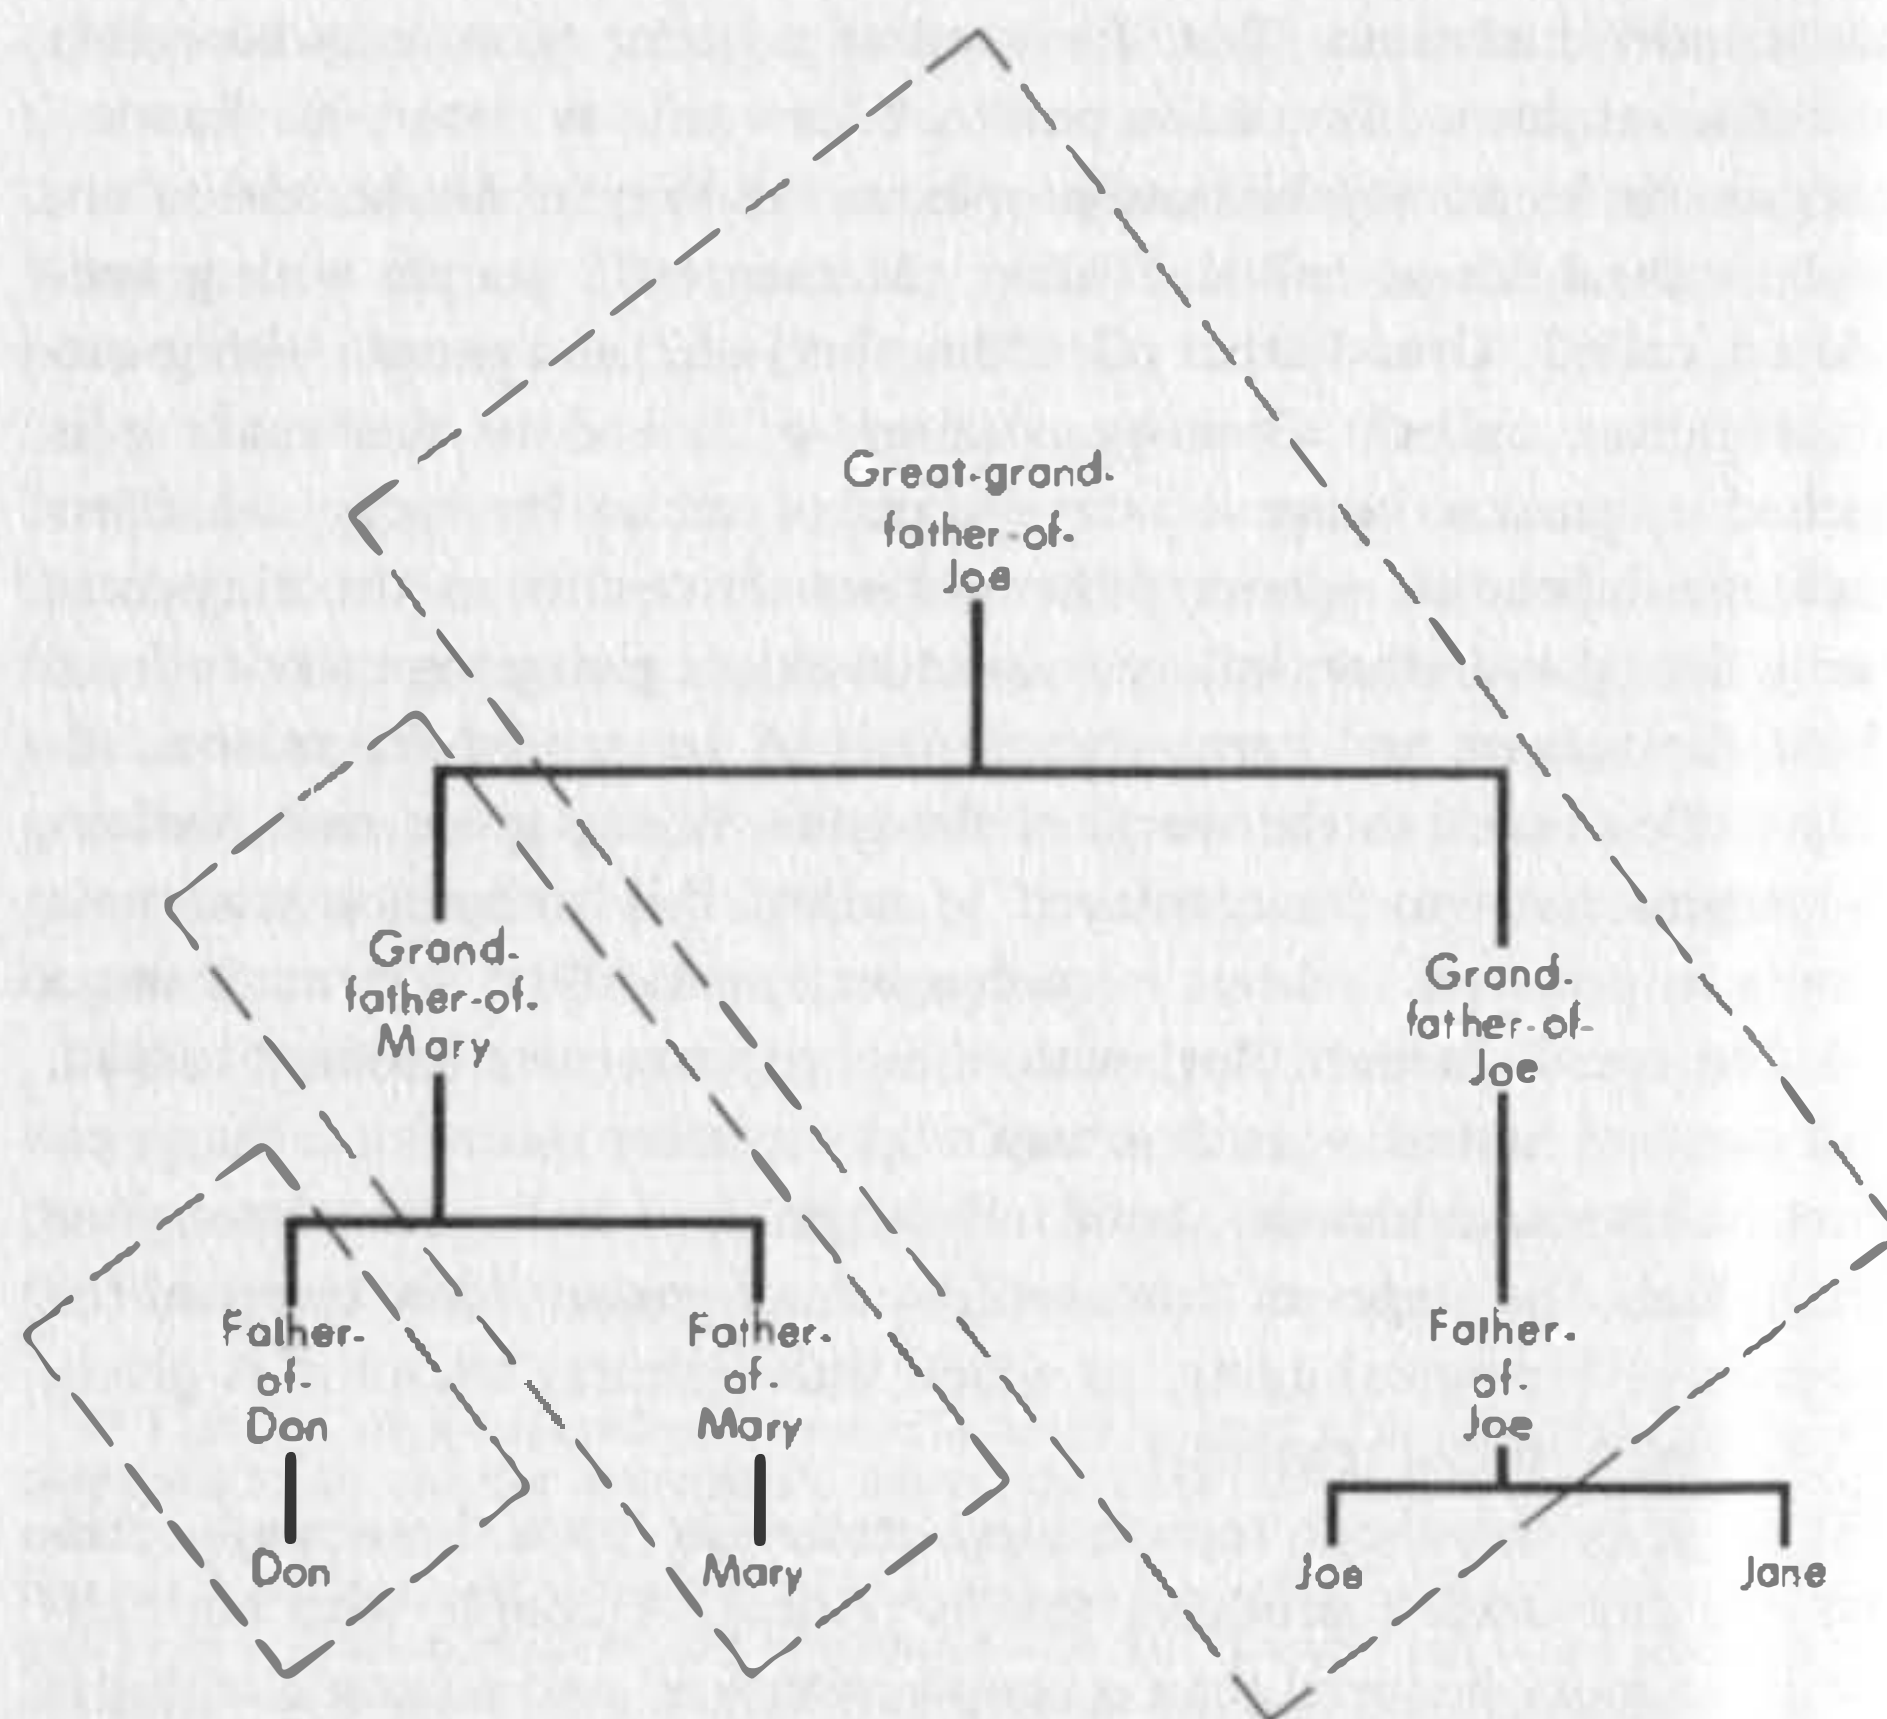 Great-grand-
father-of-
Joe
Grand-
father-of-
Mary
Grand-
father-of-
Joe
Father-
of-
Don
Father-
of-
Mary
Father-
of-
Joe
Don
Mary
Joe
Jane